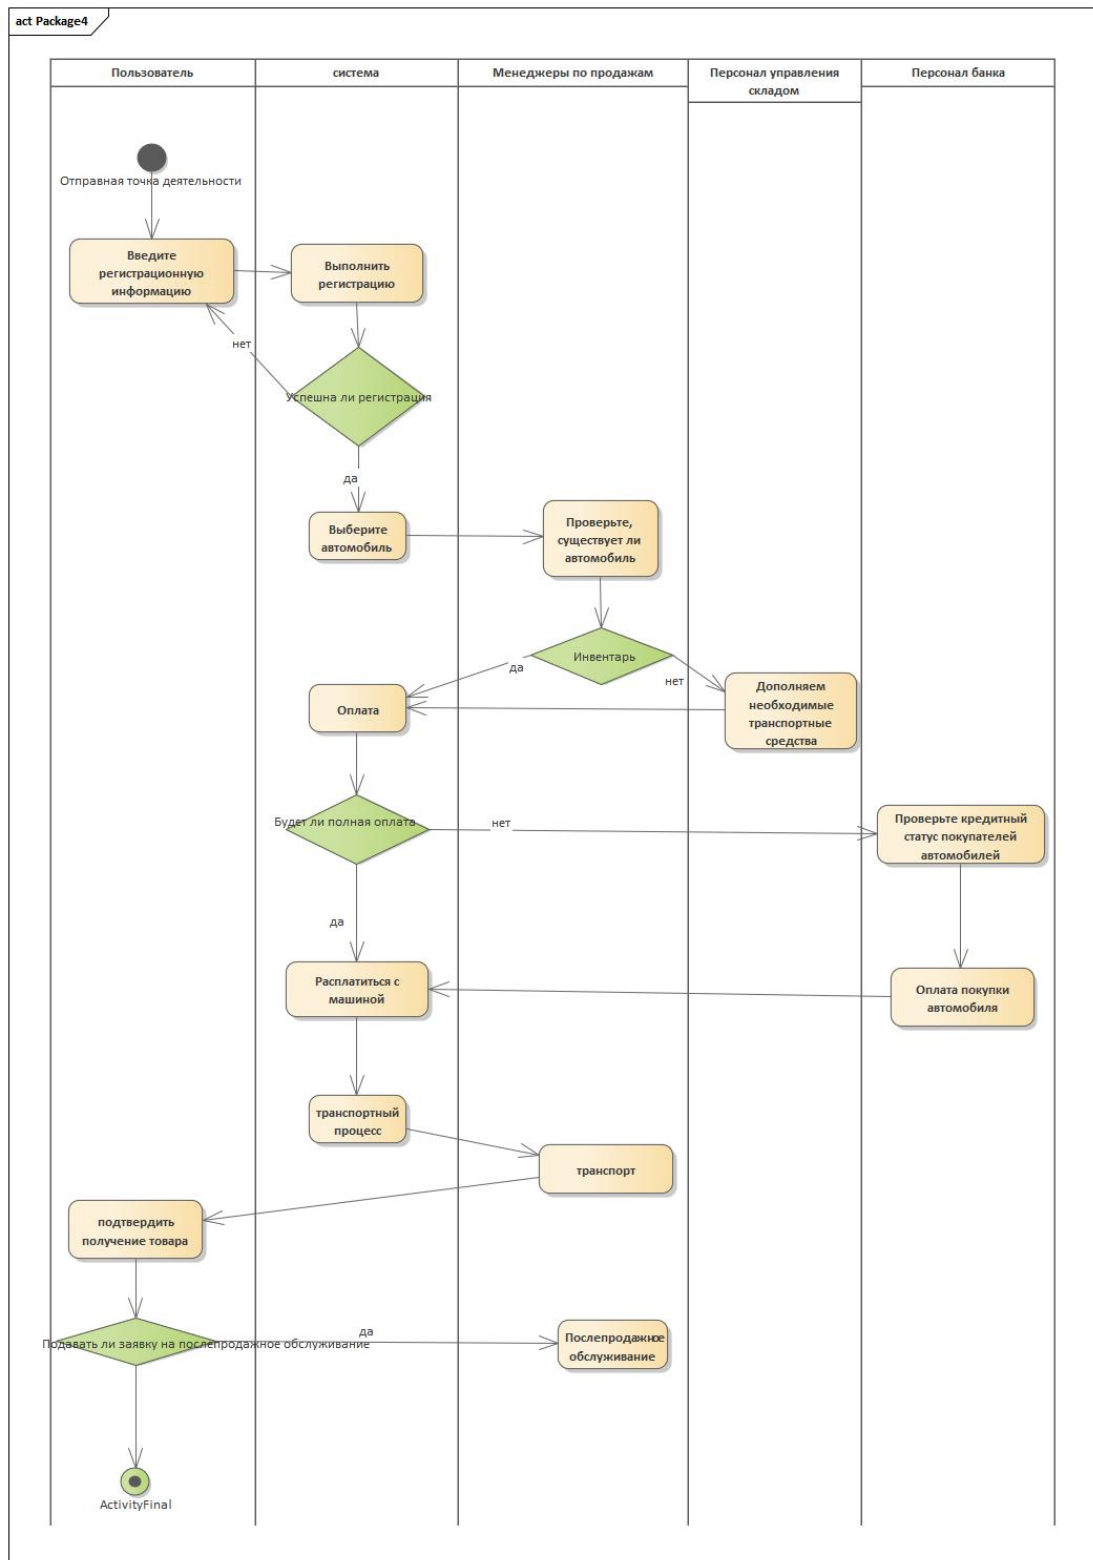 act Package4
Пользователь
система
Менеджеры по продажам
Персонал управления
складом
Персонал банка
Отправная точка деятельности
Введите
регистрационную
информацию
Выполнить
регистрацию
нет
Успешна ли регистрация
да
Выберите
автомобиль
Проверьте,
существует ли
автомобиль
Инвентарь
да
нет
Оплата
Дополняем
необходимые
транспортные
средства
Будет ли полная оплата
нет
Проверьте кредитный
статус покупателей
автомобилей
да
Расплатиться с
машиной
Оплата покупки
автомобиля
транспортный
процесс
транспорт
подтвердить
получение товара
Подавать ли заявку на послепродажное обслуживание
да
Послепродажное
обслуживание
ActivityFinal